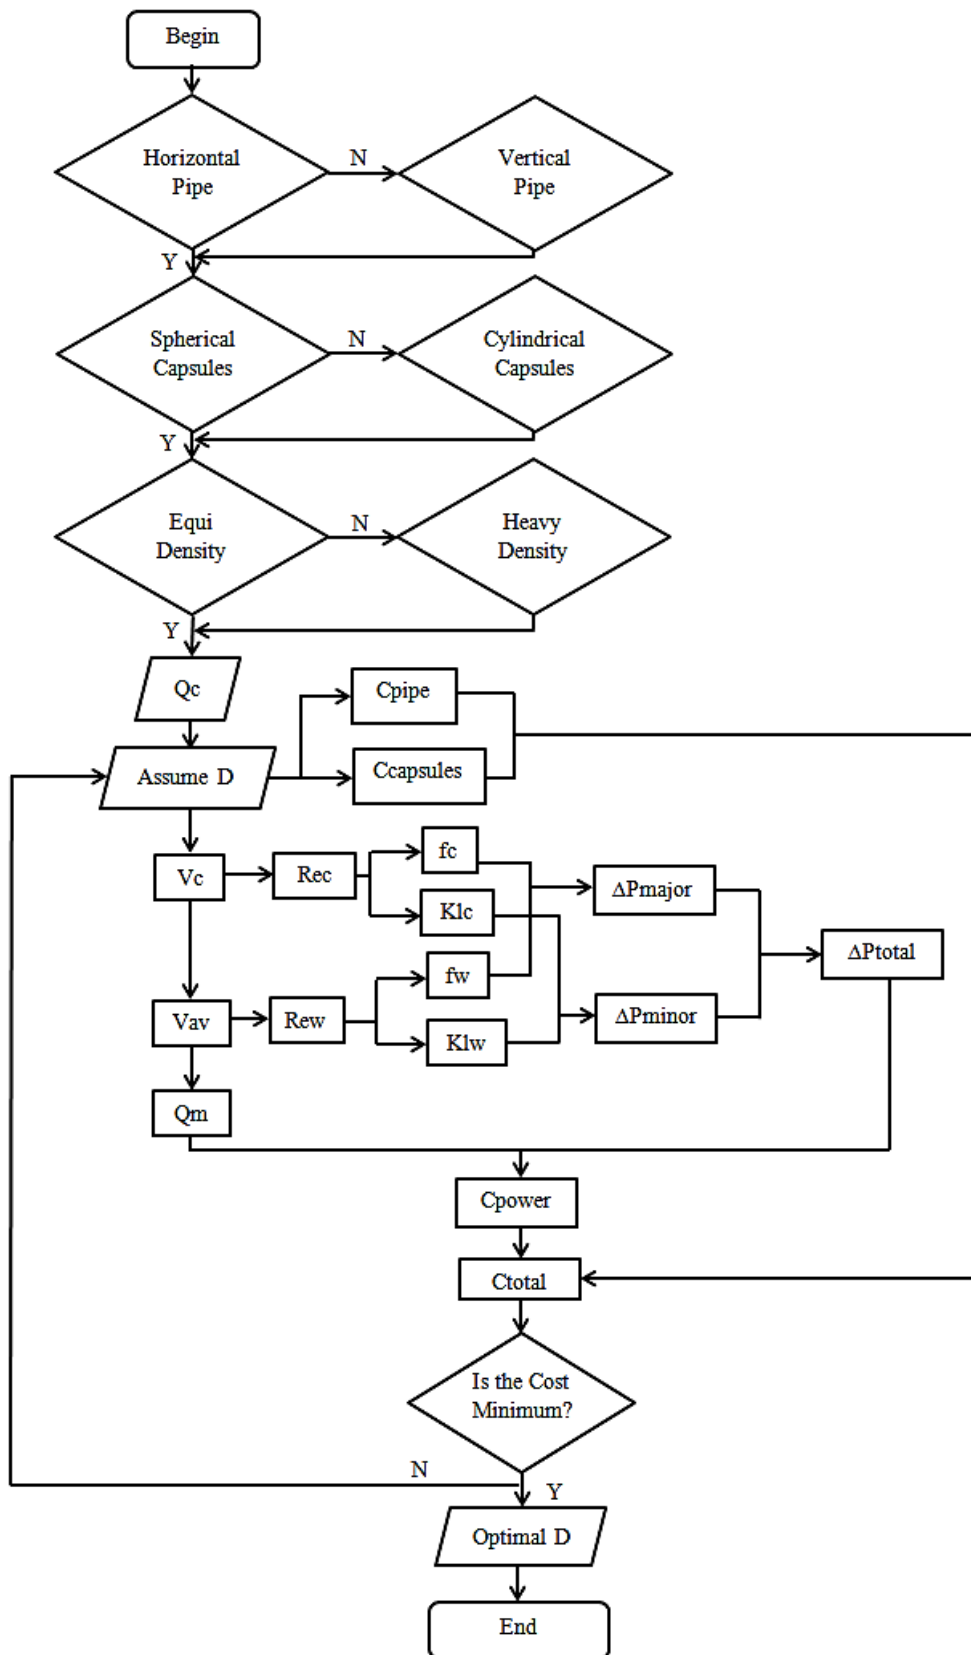 Begin
Horizontal
Pipe
N
Vertical
Pipe
Y
Spherical
Capsules
N
Cylindrical
Capsules
Y
Equi
Density
N
Heavy
Density
Y
Qc
Cpipe
Assume D
Ccapsules
Vc
Rec
fc
Klc
ΔPmajor
ΔPtotal
fw
Vav
Rew
Klw
ΔPminor
Qm
Cpower
Ctotal
Is the Cost
Minimum?
N
Y
Optimal D
End